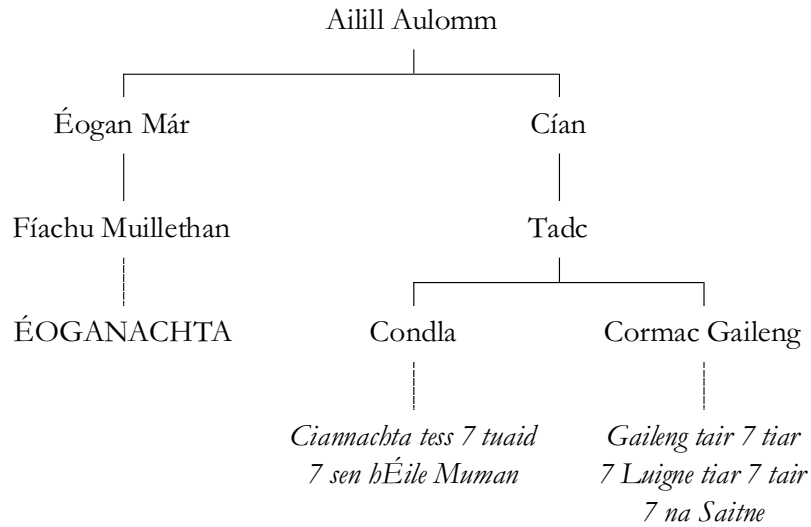 Ailill Aulomm
Éogan Már
Cían
Fíachu Muillethan
Tadc
ÉOGANACHTA
Condla
Cormac Gaileng
Ciannachta tess 7 tuaid
7 sen hÉile Muman
Gaileng tair 7 tiar
7 Luigne tiar 7 tair
7 na Saitne